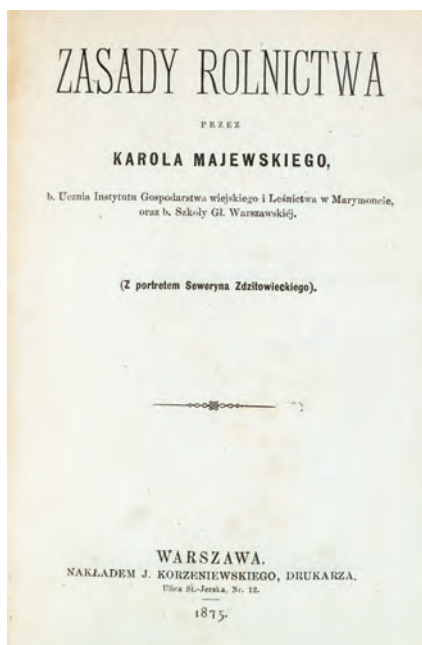 ZASADY ROLNICTWA
PRZEZ
KAROLA MAJEWSKIEGO,
b. Ucznia Instytutu Gospodarstwa wiejskiego i Leśnictwa w Marymoncie,
oraz b. Szkoły Gł. Warszawskiéj.
(Z portretem Seweryna Zdzitowieckiego).
WARSZAWA.
NAKŁADEM J. KORZENIEWSKIEGO, DRUKARZA.
Ulica St.-Jerska, Nr. 12.
1875.